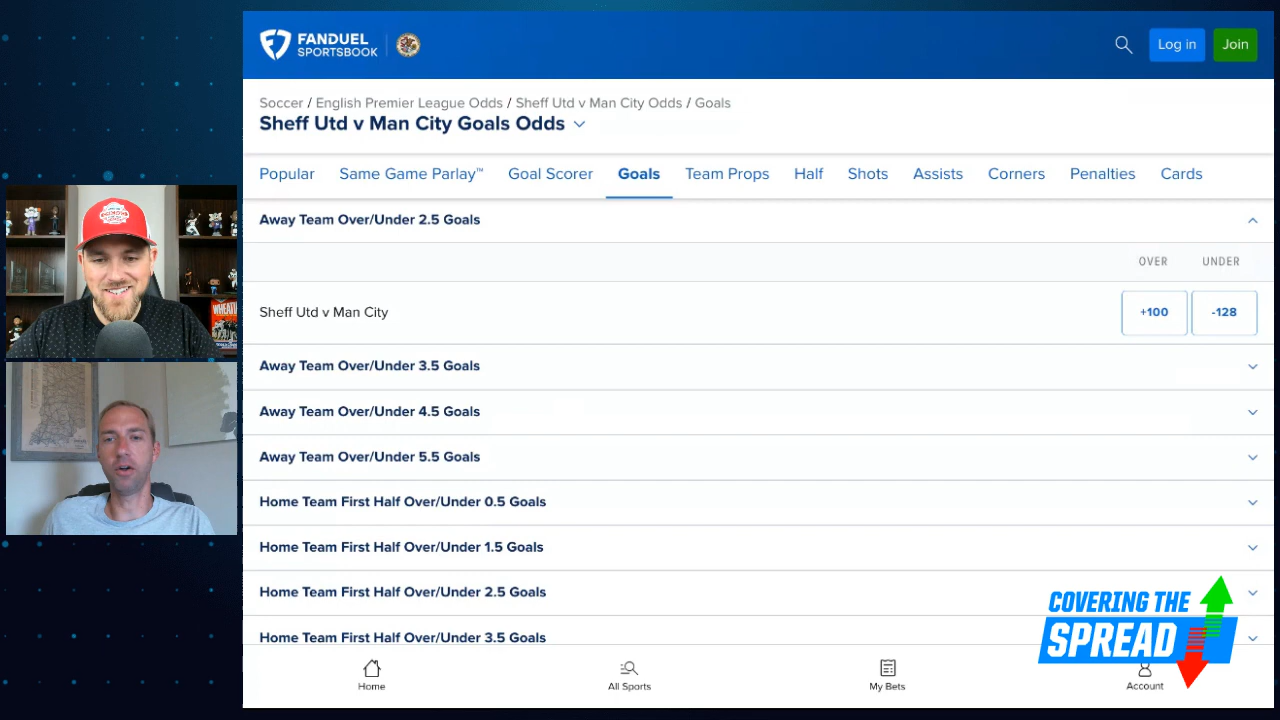 FANDUEL
SPORTSBOOK
Log in
Join
Soccer / English Premier League Odds / Sheff Utd v Man City Odds / Goals
Sheff Utd v Man City Goals Odds
Popular Same Game Parlay™ Goal Scorer Goals Team Props Half Shots Assists Corners Penalties Cards
Away Team Over/Under 2.5 Goals
OVER UNDER
Sheff Utd v Man City +100 -128
Away Team Over/Under 3.5 Goals
Away Team Over/Under 4.5 Goals
Away Team Over/Under 5.5 Goals
Home Team First Half Over/Under 0.5 Goals
Home Team First Half Over/Under 1.5 Goals
Home Team First Half Over/Under 2.5 Goals
Home Team First Half Over/Under 3.5 Goals
COVERING THE
SPREAD
Home All Sports My Bets Account